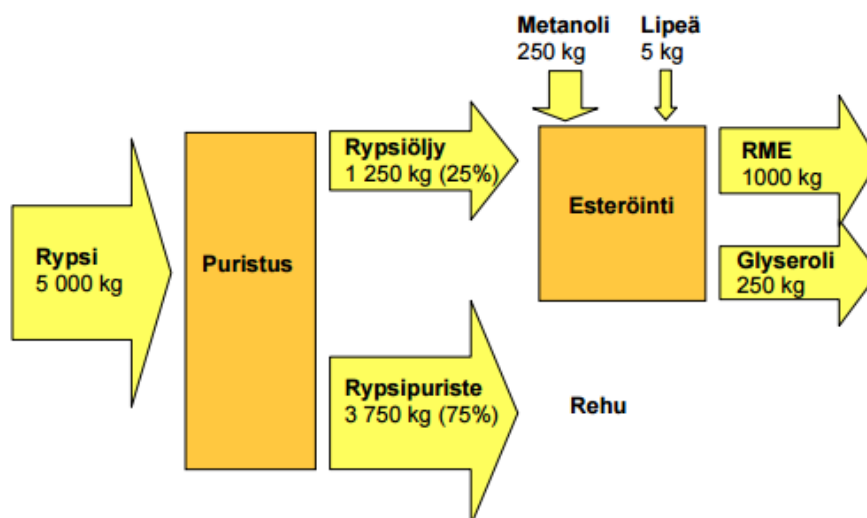 Metanoli
250 kg
Lipeä
5 kg
Rypsi
5 000 kg
Puristus
Rypsiöljy
1 250 kg (25%)
Esteröinti
RME
1000 kg
Glyseroli
250 kg
Rypsipuriste
3 750 kg (75%)
Rehu